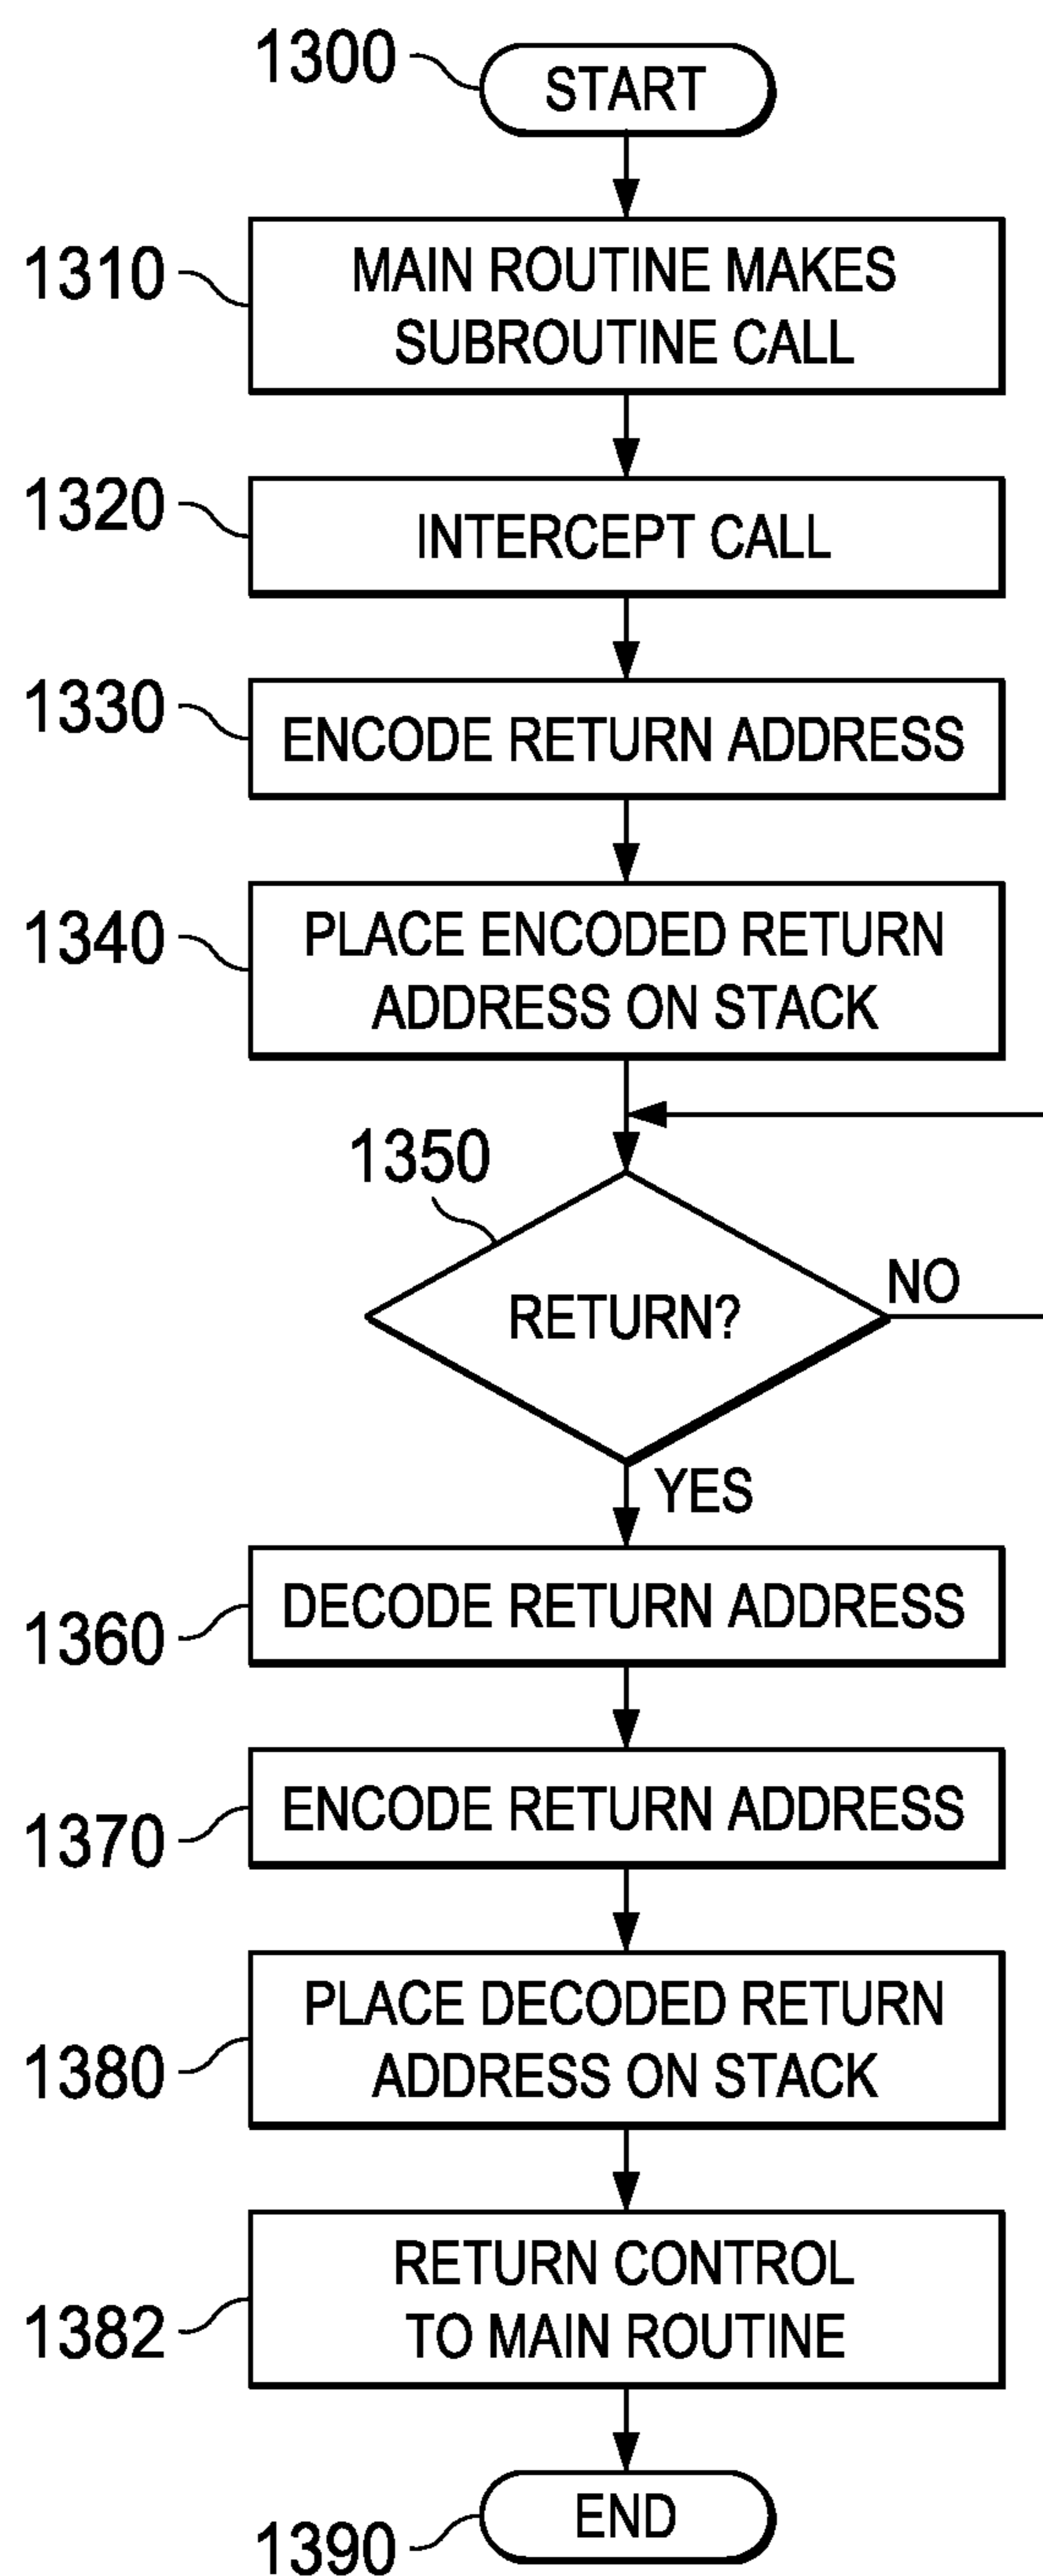 1300
START
1310
MAIN ROUTINE MAKES
SUBROUTINE CALL
1320
INTERCEPT CALL
1330
ENCODE RETURN ADDRESS
1340
PLACE ENCODED RETURN
ADDRESS ON STACK
1350
RETURN?
NO
YES
1360
DECODE RETURN ADDRESS
1370
ENCODE RETURN ADDRESS
1380
PLACE DECODED RETURN
ADDRESS ON STACK
1382
RETURN CONTROL
TO MAIN ROUTINE
1390
END